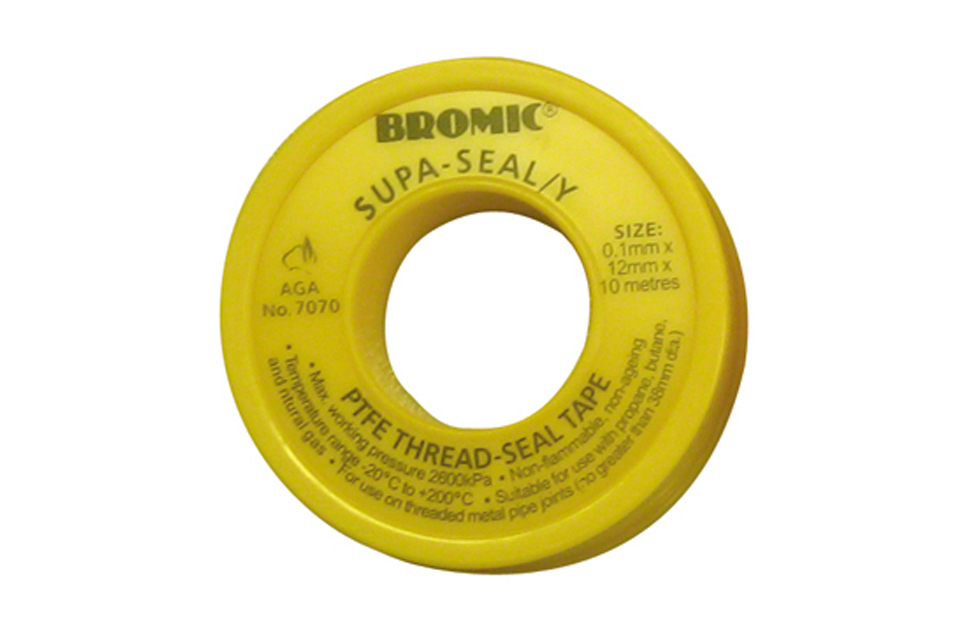 BROMIC®
SUPA-SEAL/Y
AGA
No. 7070
SIZE:
0.1mm x
12mm x
10 metres
PTFE THREAD-SEAL TAPE
• Max. working pressure 2600kPa • Non-flammable, non-ageing
• Temperature range -20°C to +200°C • Suitable for use with propane, butane,
and ntural gas • For use on threaded metal pipe joints (no greater than 38mm dia.)